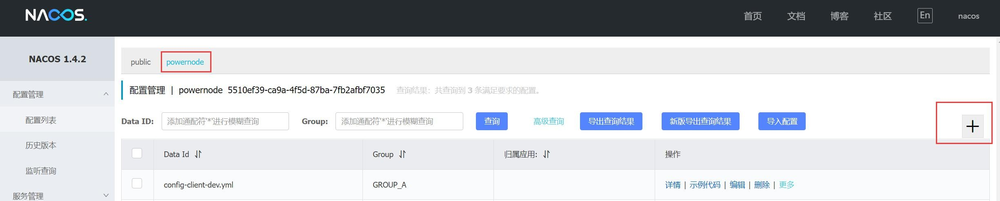 NACOS. 首页 文档 博客 社区 En nacos
NACOS 1.4.2
public powernode
配置管理 | powernode 5510ef39-ca9a-4f5d-87ba-7fb2afbf7035 查询结果：共查询到 3 条满足要求的配置。
配置管理
配置列表
历史版本
监听查询
服务管理
Data ID: 添加通配符'*'进行模糊查询 Group: 添加通配符'*'进行模糊查询 查询 高级查询 导出查询结果 新版导出查询结果 导入配置 +
Data Id Group 归属应用: 操作
config-client-dev.yml GROUP_A 详情 | 示例代码 | 编辑 | 删除 | 更多